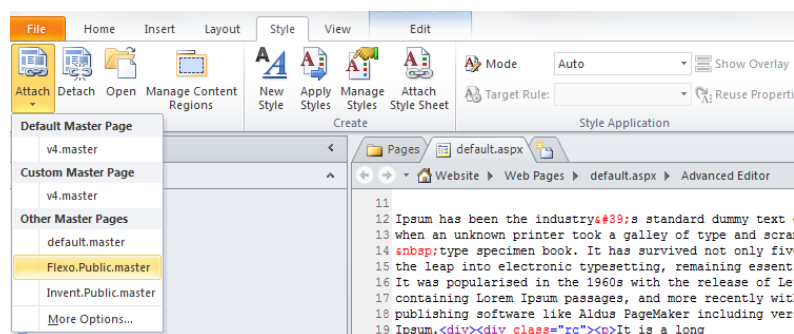 File Home Insert Layout Style View Edit
Attach Detach Open Manage Content Regions
New Style Apply Styles Manage Styles Attach Style Sheet
Mode Auto Show Overlay
Target Rule: Reuse Properti
Create Style Application
Default Master Page
v4.master
Custom Master Page
v4.master
Other Master Pages
default.master
Flexo.Public.master
Invent.Public.master
More Options...
Pages default.aspx
Website Web Pages default.aspx Advanced Editor
11
12 Ipsum has been the industry&#39;s standard dummy text
13 when an unknown printer took a galley of type and scra
14 &nbsp;type specimen book. It has survived not only five
15 the leap into electronic typesetting, remaining essent
16 It was popularised in the 1960s with the release of Le
17 containing Lorem Ipsum passages, and more recently wit
18 publishing software like Aldus PageMaker including ver
19 Ipsum.<div><div class="rc"><p>It is a long